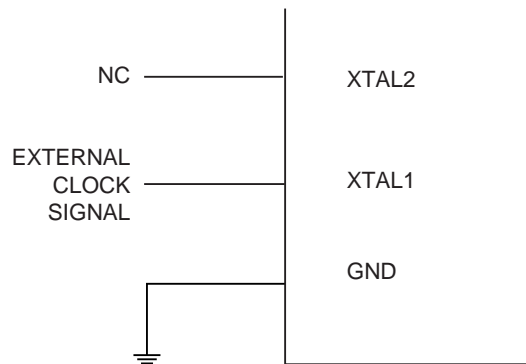 NC
XTAL2
EXTERNAL
CLOCK
SIGNAL
XTAL1
GND